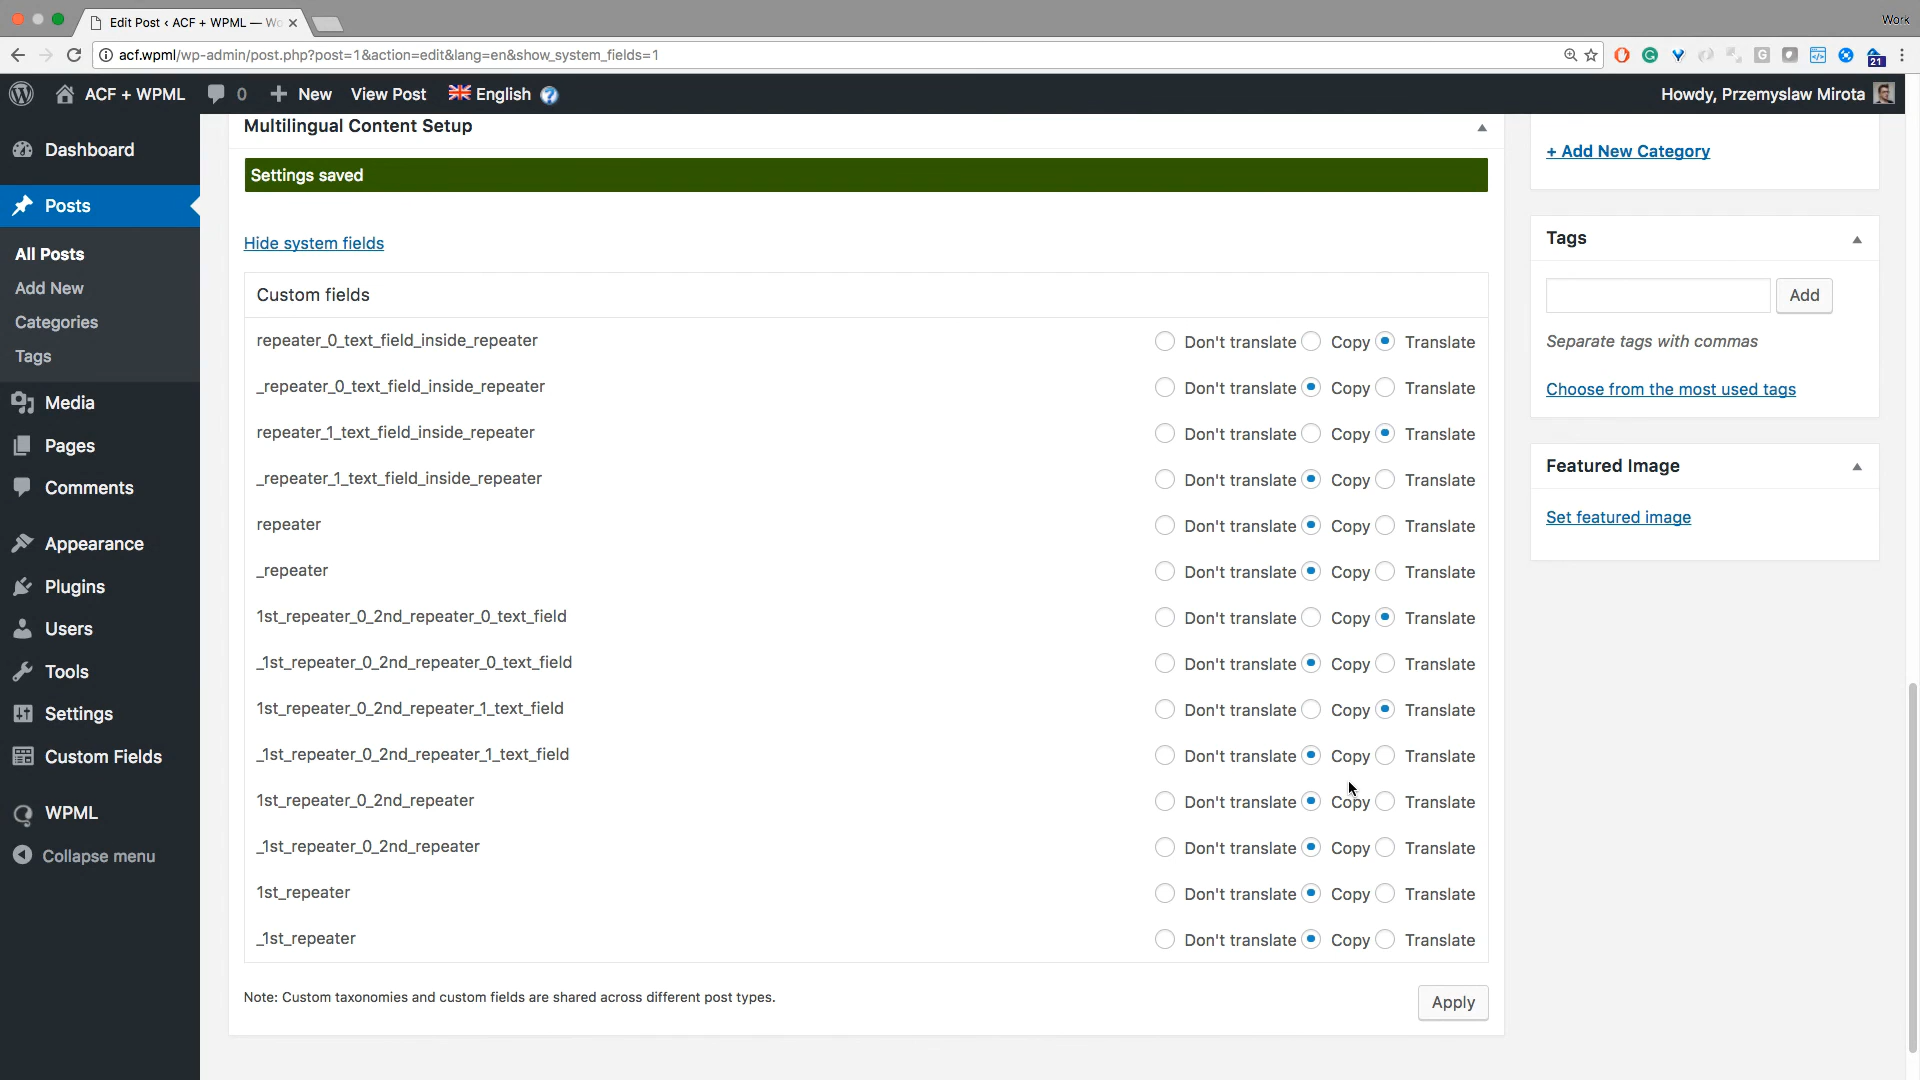 Edit Post ‹ ACF + WPML — Wo
Work
acf.wpml/wp-admin/post.php?post=1&action=edit&lang=en&show_system_fields=1
21
ACF + WPML
0
New
View Post
English
Howdy, Przemyslaw Mirota
Dashboard
Posts
All Posts
Add New
Categories
Tags
Media
Pages
Comments
Appearance
Plugins
Users
Tools
Settings
Custom Fields
WPML
Collapse menu
Multilingual Content Setup
Settings saved
Hide system fields
Custom fields
repeater_0_text_field_inside_repeater Don't translate Copy Translate
_repeater_0_text_field_inside_repeater Don't translate Copy Translate
repeater_1_text_field_inside_repeater Don't translate Copy Translate
_repeater_1_text_field_inside_repeater Don't translate Copy Translate
repeater Don't translate Copy Translate
_repeater Don't translate Copy Translate
1st_repeater_0_2nd_repeater_0_text_field Don't translate Copy Translate
_1st_repeater_0_2nd_repeater_0_text_field Don't translate Copy Translate
1st_repeater_0_2nd_repeater_1_text_field Don't translate Copy Translate
_1st_repeater_0_2nd_repeater_1_text_field Don't translate Copy Translate
1st_repeater_0_2nd_repeater Don't translate Copy Translate
_1st_repeater_0_2nd_repeater Don't translate Copy Translate
1st_repeater Don't translate Copy Translate
_1st_repeater Don't translate Copy Translate
Note: Custom taxonomies and custom fields are shared across different post types.
Apply
+ Add New Category
Tags
Add
Separate tags with commas
Choose from the most used tags
Featured Image
Set featured image